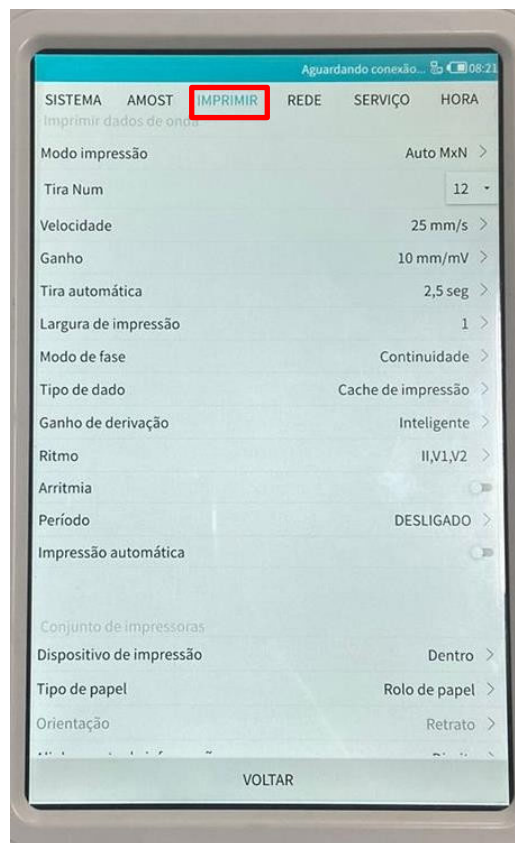 Aguardando conexão... 08:21
SISTEMA AMOST IMPRIMIR REDE SERVIÇO HORA
Imprimir dados de onda
Modo impressão Auto MxN
Tira Num 12
Velocidade 25 mm/s
Ganho 10 mm/mV
Tira automática 2,5 seg
Largura de impressão 1
Modo de fase Continuidade
Tipo de dado Cache de impressão
Ganho de derivação Inteligente
Ritmo II,V1,V2
Arritmia
Período DESLIGADO
Impressão automática
Conjunto de impressoras
Dispositivo de impressão Dentro
Tipo de papel Rolo de papel
Orientação Retrato
VOLTAR